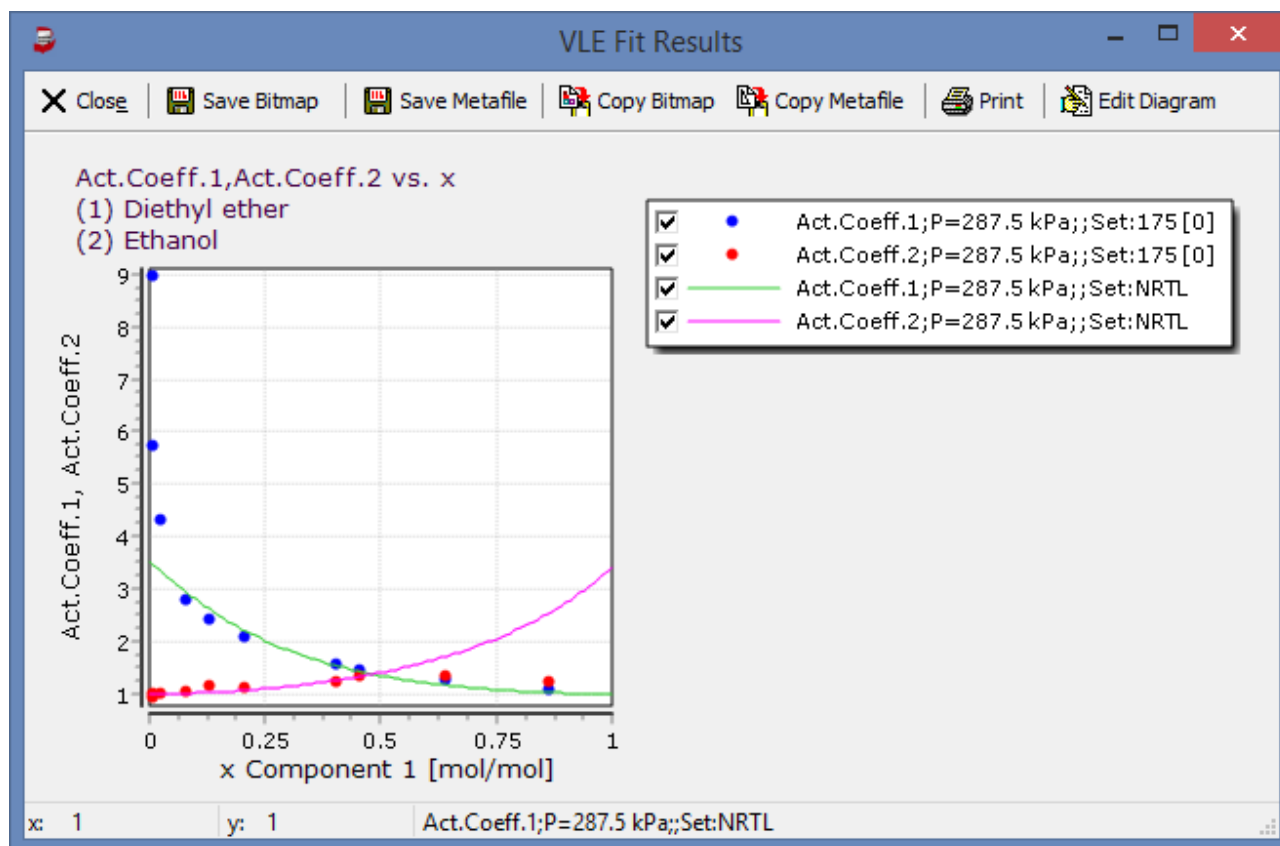 VLE Fit Results
Close Save Bitmap Save Metafile Copy Bitmap Copy Metafile Print Edit Diagram
Act.Coeff.1,Act.Coeff.2 vs. x
(1) Diethyl ether
(2) Ethanol
Act.Coeff.1;P=287.5 kPa;;Set:175[0]
Act.Coeff.2;P=287.5 kPa;;Set:175[0]
Act.Coeff.1;P=287.5 kPa;;Set:NRTL
Act.Coeff.2;P=287.5 kPa;;Set:NRTL
Act.Coeff.1, Act.Coeff.2
9
8
7
6
5
4
3
2
1
0 0.25 0.5 0.75 1
x Component 1 [mol/mol]
x: 1 y: 1 Act.Coeff.1;P=287.5 kPa;;Set:NRTL